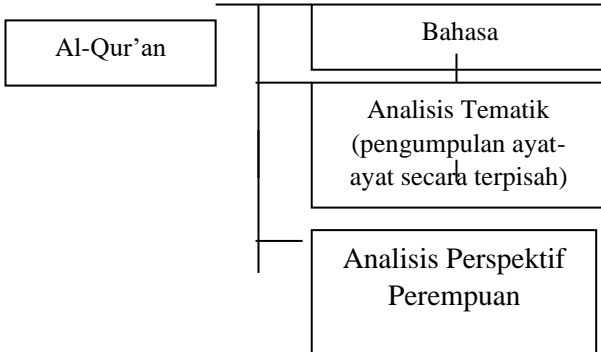 Al-Qur’an
Bahasa
Analisis Tematik
(pengumpulan ayat-
ayat secara terpisah)
Analisis Perspektif
Perempuan